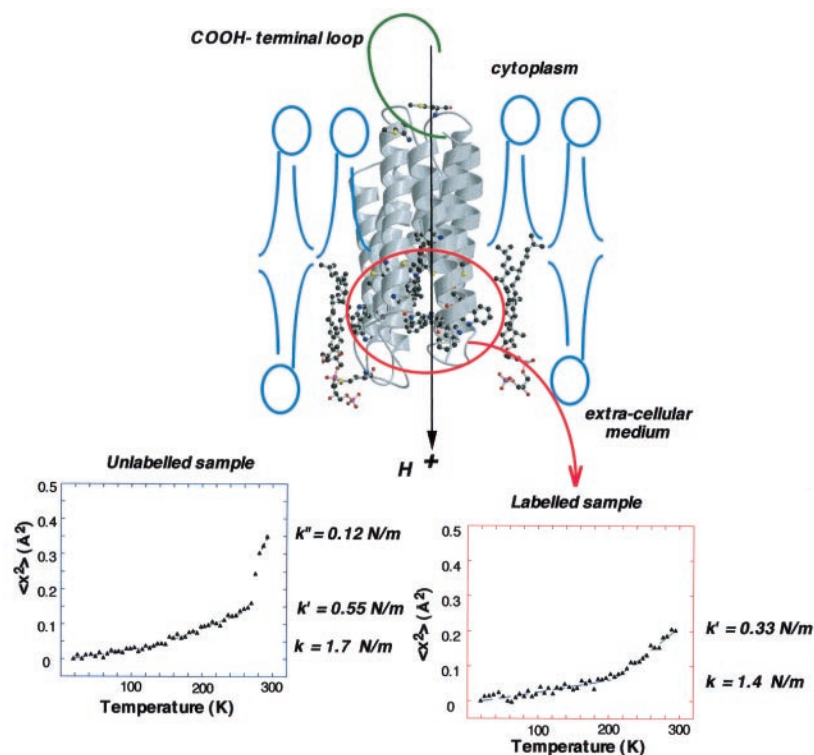 COOH- terminal loop
cytoplasm
extra-cellular
medium
H +
Unlabelled sample
0.5
0.4
0.3
0.2
0.1
0
<x²> (Å²)
100
200
300
Temperature (K)
k" = 0.12 N/m
k' = 0.55 N/m
k = 1.7 N/m
Labelled sample
0.5
0.4
0.3
0.2
0.1
0
<x²> (Å²)
100
200
300
Temperature (K)
k' = 0.33 N/m
k = 1.4 N/m